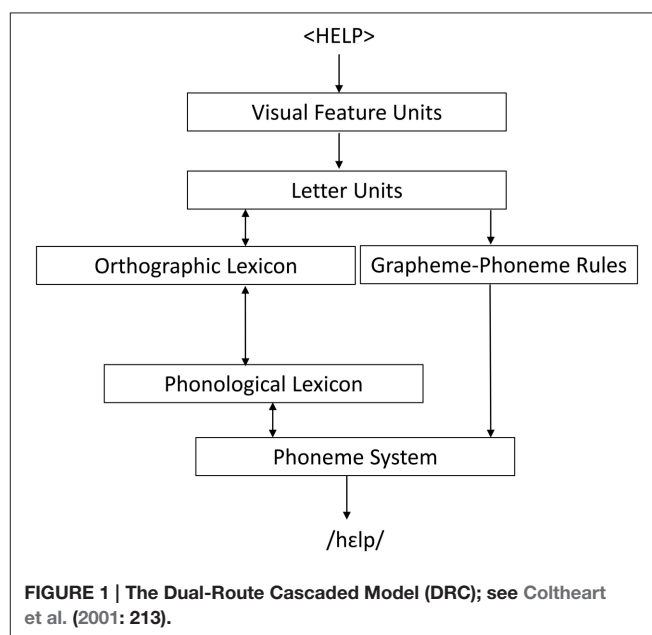 <HELP>
Visual Feature Units
Letter Units
Orthographic Lexicon
Grapheme-Phoneme Rules
Phonological Lexicon
Phoneme System
/hɛlp/
FIGURE 1 | The Dual-Route Cascaded Model (DRC); see Coltheart
et al. (2001: 213).